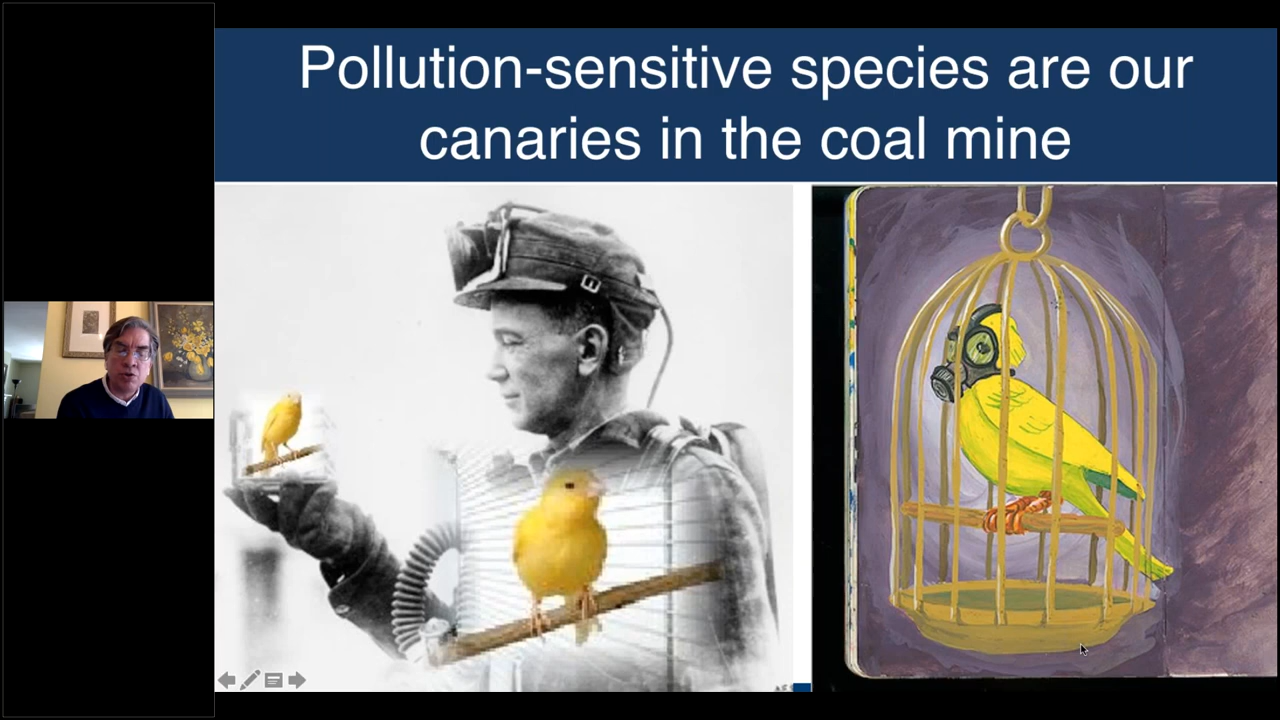 Pollution-sensitive species are our
canaries in the coal mine